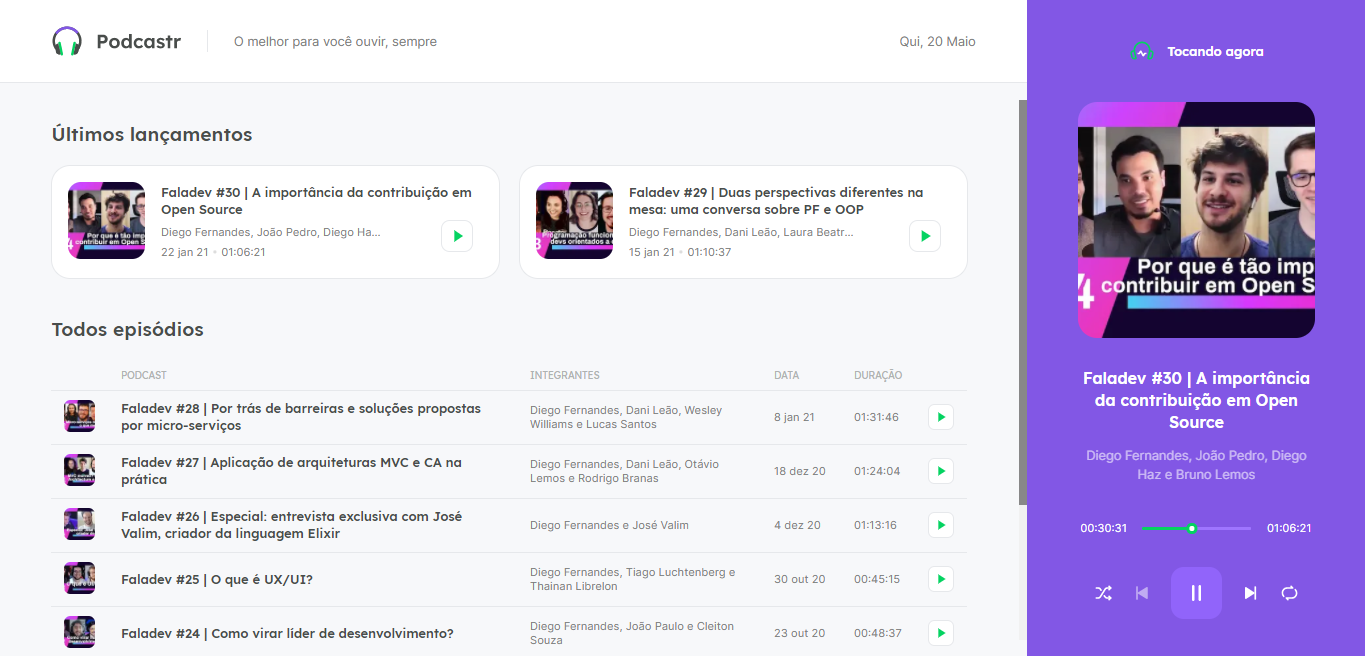 Podcastr
O melhor para você ouvir, sempre
Qui, 20 Maio
Últimos lançamentos
Faladev #30 | A importância da contribuição em
Open Source
Diego Fernandes, João Pedro, Diego Ha...
22 jan 21 • 01:06:21
Por que é tão imp
4 contribuir em Open S
Faladev #29 | Duas perspectivas diferentes na
mesa: uma conversa sobre PF e OOP
Diego Fernandes, Dani Leão, Laura Beatr...
15 jan 21 • 01:10:37
Programação funcion
devs orientados a
Todos episódios
PODCAST
INTEGRANTES
DATA
DURAÇÃO
Faladev #28 | Por trás de barreiras e soluções propostas
por micro-serviços
Diego Fernandes, Dani Leão, Wesley
Williams e Lucas Santos
8 jan 21
01:31:46
Faladev #27 | Aplicação de arquiteturas MVC e CA na
prática
Diego Fernandes, Dani Leão, Otávio
Lemos e Rodrigo Branas
18 dez 20
01:24:04
Faladev #26 | Especial: entrevista exclusiva com José
Valim, criador da linguagem Elixir
Diego Fernandes e José Valim
4 dez 20
01:13:16
Faladev #25 | O que é UX/UI?
Diego Fernandes, Tiago Luchtenberg e
Thainan Librelon
30 out 20
00:45:15
Faladev #24 | Como virar líder de desenvolvimento?
Diego Fernandes, João Paulo e Cleiton
Souza
23 out 20
00:48:37
Tocando agora
Por que é tão imp
4 contribuir em Open S
Faladev #30 | A importância
da contribuição em Open
Source
Diego Fernandes, João Pedro, Diego
Haz e Bruno Lemos
00:30:31
01:06:21